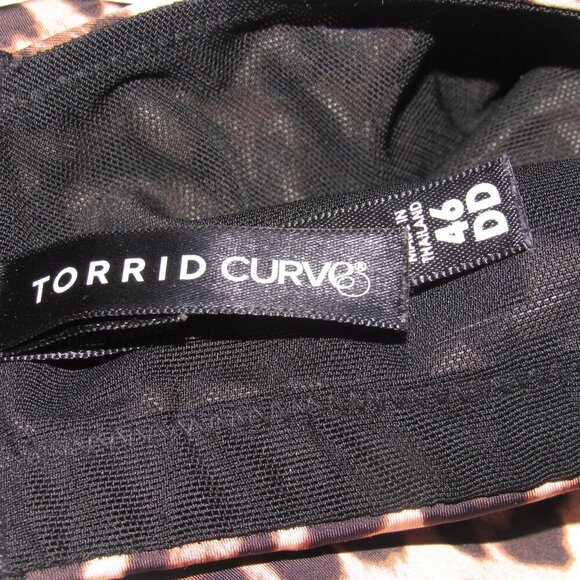 TORRID CURVE®
MADE IN
THAILAND
46
DD